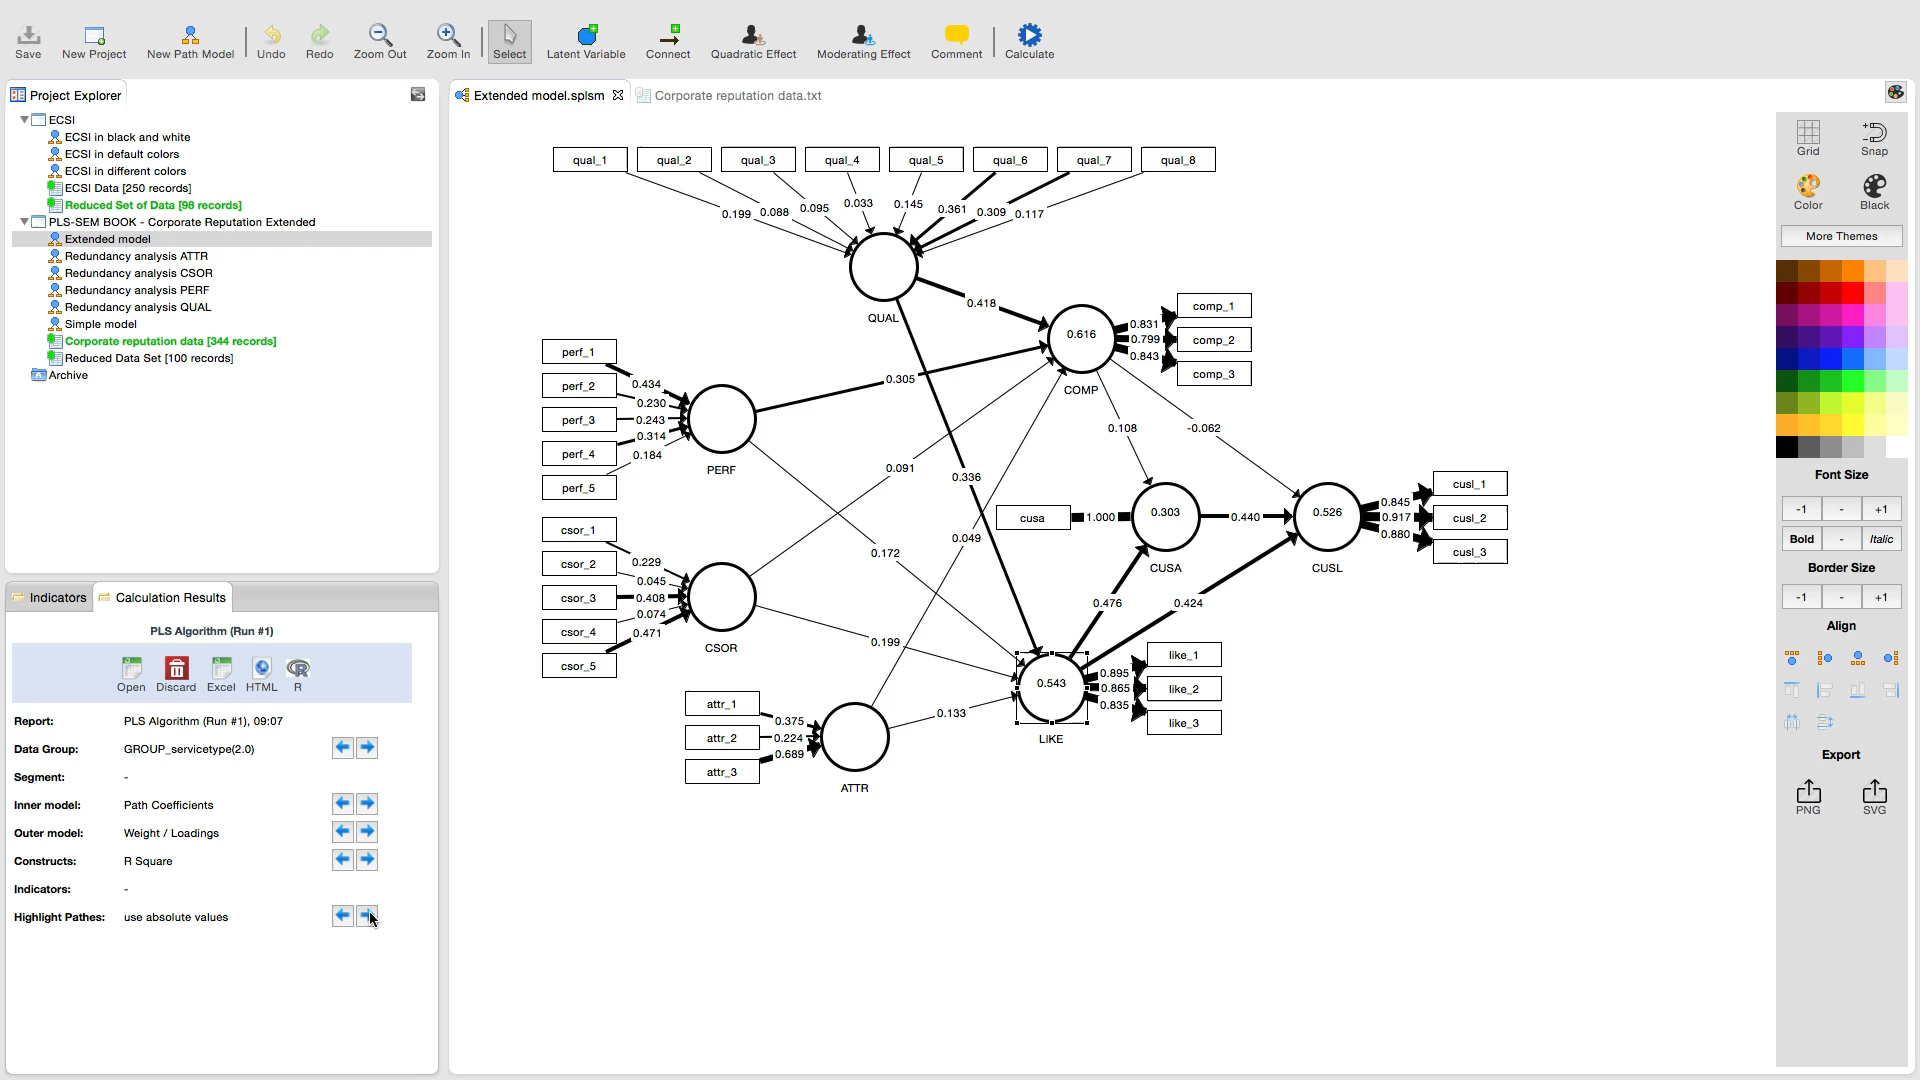 Save
New Project
New Path Model
Undo
Redo
Zoom Out
Zoom In
Select
Latent Variable
Connect
Quadratic Effect
Moderating Effect
Comment
Calculate
Project Explorer
ECSI
ECSI in black and white
ECSI in default colors
ECSI in different colors
ECSI Data [250 records]
Reduced Set of Data [98 records]
PLS-SEM BOOK - Corporate Reputation Extended
Extended model
Redundancy analysis ATTR
Redundancy analysis CSOR
Redundancy analysis PERF
Redundancy analysis QUAL
Simple model
Corporate reputation data [344 records]
Reduced Data Set [100 records]
Archive
Indicators
Calculation Results
PLS Algorithm (Run #1)
Open
Discard
Excel
HTML
R
Report: PLS Algorithm (Run #1), 09:07
Data Group: GROUP_servicetype(2.0)
Segment: -
Inner model: Path Coefficients
Outer model: Weight / Loadings
Constructs: R Square
Indicators: -
Highlight Pathes: use absolute values
Extended model.splsm
Corporate reputation data.txt
qual_1
qual_2
qual_3
qual_4
qual_5
qual_6
qual_7
qual_8
0.199
0.088
0.095
0.033
0.145
0.361
0.309
0.117
QUAL
0.418
0.616
COMP
0.831
0.799
0.843
comp_1
comp_2
comp_3
perf_1
perf_2
perf_3
perf_4
perf_5
0.434
0.230
0.243
0.314
0.184
PERF
0.305
0.091
0.336
0.108
-0.062
0.172
0.049
csor_1
csor_2
csor_3
csor_4
csor_5
0.229
0.045
0.408
0.074
0.471
CSOR
0.199
cusa
1.000
0.303
CUSA
0.440
0.526
CUSL
0.845
0.917
0.880
cusl_1
cusl_2
cusl_3
0.476
0.424
attr_1
attr_2
attr_3
0.375
0.224
0.689
ATTR
0.133
0.543
LIKE
0.895
0.865
0.835
like_1
like_2
like_3
Grid
Snap
Color
Black
More Themes
Font Size
-1
-
+1
Bold
-
Italic
Border Size
-1
-
+1
Align
Export
PNG
SVG